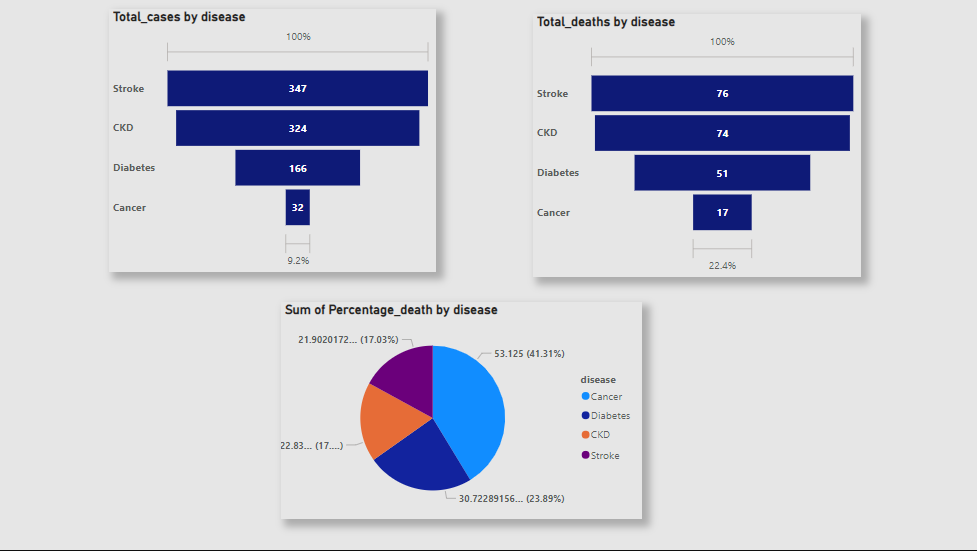 Total_cases by disease
100%
Stroke 347
CKD 324
Diabetes 166
Cancer 32
9.2%
Total_deaths by disease
100%
Stroke 76
CKD 74
Diabetes 51
Cancer 17
22.4%
Sum of Percentage_death by disease
21.9020172... (17.03%)
53.125 (41.31%)
22.83... (17....)
30.72289156... (23.89%)
disease
Cancer
Diabetes
CKD
Stroke